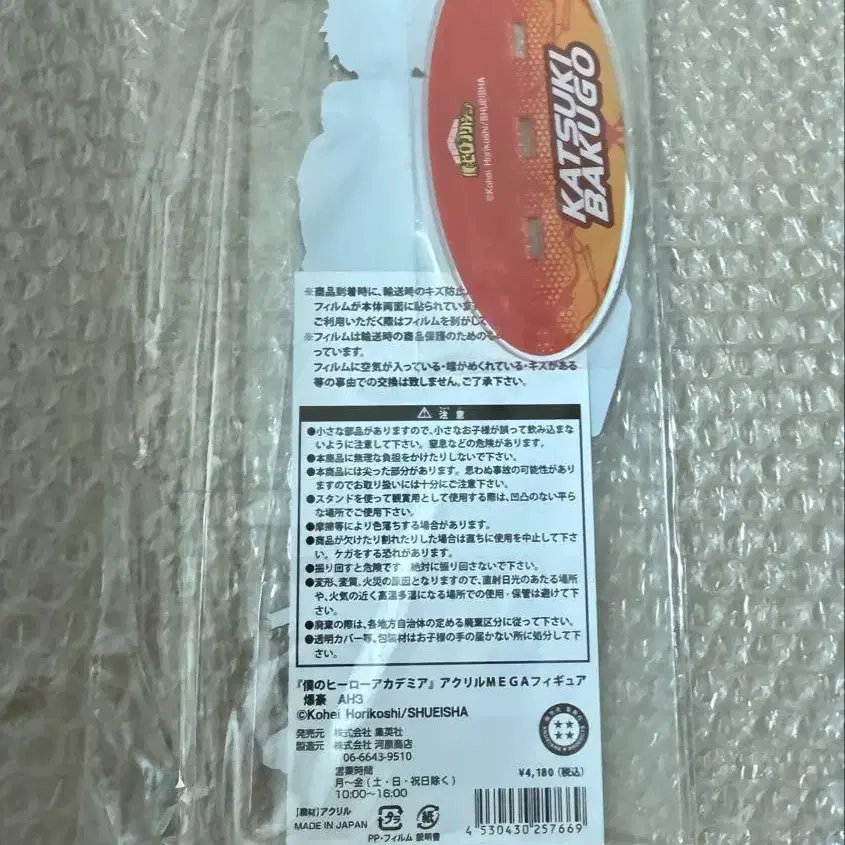 KATSUKI
BAKUGO
僕のヒーローアカデミア
©Kohei Horikoshi/SHUEISHA
※商品到着時に、輸送時のキズ防止
フィルムが本体両面に貼られていま
ご利用いただく際はフィルムを剥がし
※フィルムは輸送時の商品保護のための
っています。
フィルムに空気が入っている・端がめくれている・キズがある
等の事由での交換は致しません。ご了承下さい。
⚠ 注意
●小さな部品がありますので、小さなお子様が誤って飲み込まな
いように注意して下さい。窒息などの危険があります。
●本商品に無理な負担をかけたりしないで下さい。
●本商品には尖った部分があります。思わぬ事故の可能性があり
ますのでお取り扱いには十分にご注意下さい。
●スタンドを使って観賞用として使用する際は、凹凸のない平ら
な場所でご使用下さい。
●摩擦等により色落ちする場合があります。
●商品が欠けたり割れたりした場合は直ちに使用を中止して下さ
い。ケガをする恐れがあります。
●振り回すと危険です。絶対に振り回さないで下さい。
●変形、変質、火災の原因となりますので、直射日光のあたる場所
や、火気の近く高温多湿になる場所での使用・保管は避けて下
さい。
●廃棄の際は、各地方自治体の定める廃棄区分に従って下さい。
●透明カバー等、包装材はお子様の手の届かない所に処分して下
さい。
『僕のヒーローアカデミア』アクリルMEGAフィギュア
爆豪 AH3
©Kohei Horikoshi/SHUEISHA
発売元 株式会社 集英社
製造元 株式会社 河原商店
06-6643-9510
営業時間
月～金(土・日・祝日除く)
10:00～16:00
¥4,180(税込)
【素材】アクリル
MADE IN JAPAN
プラ
紙
PP・フィルム 説明書
4 530430 257669